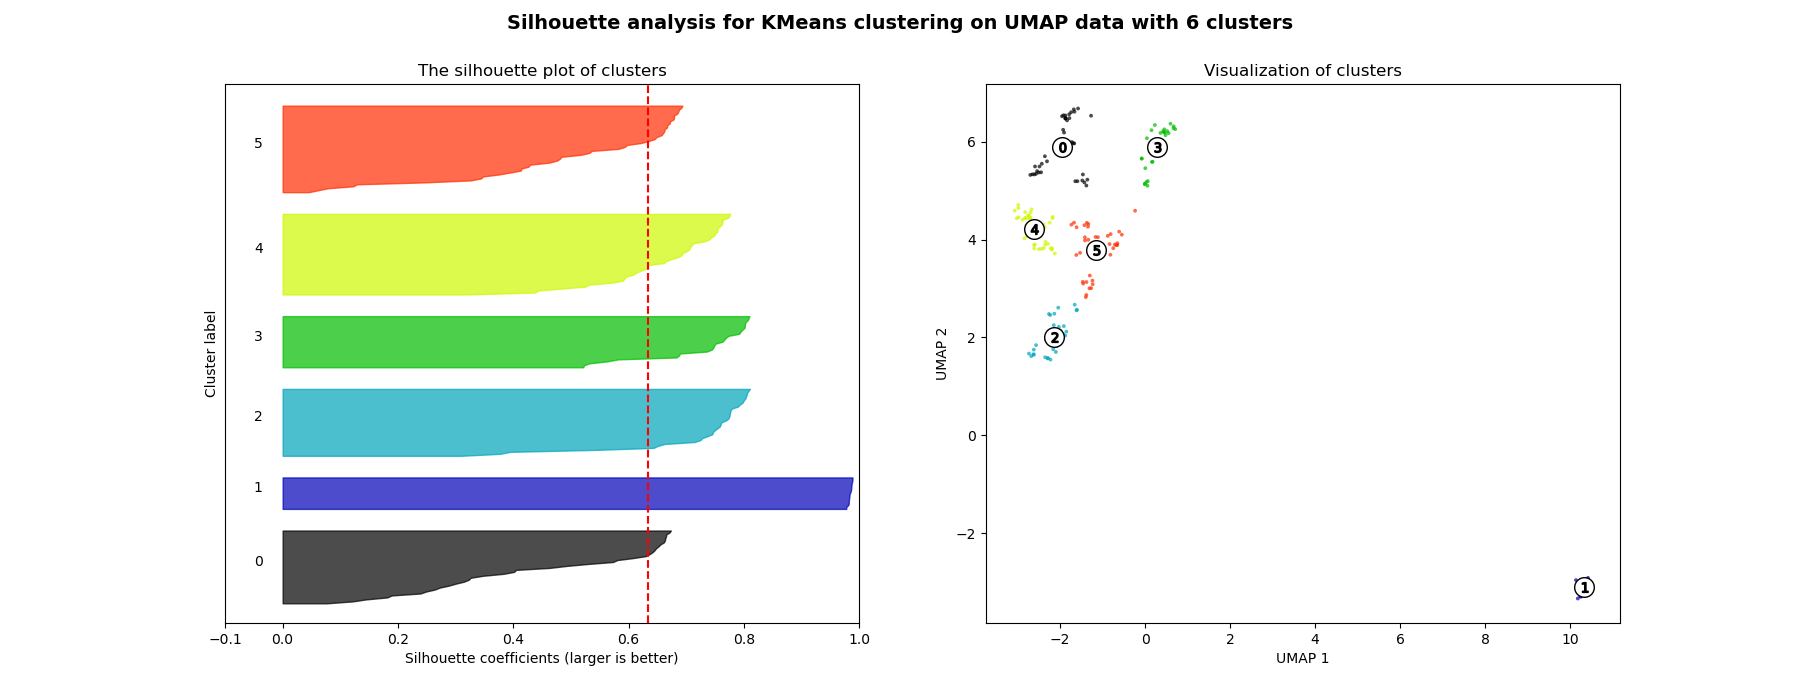 Silhouette analysis for KMeans clustering on UMAP data with 6 clusters
The silhouette plot of clusters
5
4
3
2
1
0
Cluster label
−0.1 0.0 0.2 0.4 0.6 0.8 1.0
Silhouette coefficients (larger is better)
Visualization of clusters
6
4
2
0
−2
UMAP 2
0
3
4
5
2
1
−2 0 2 4 6 8 10
UMAP 1